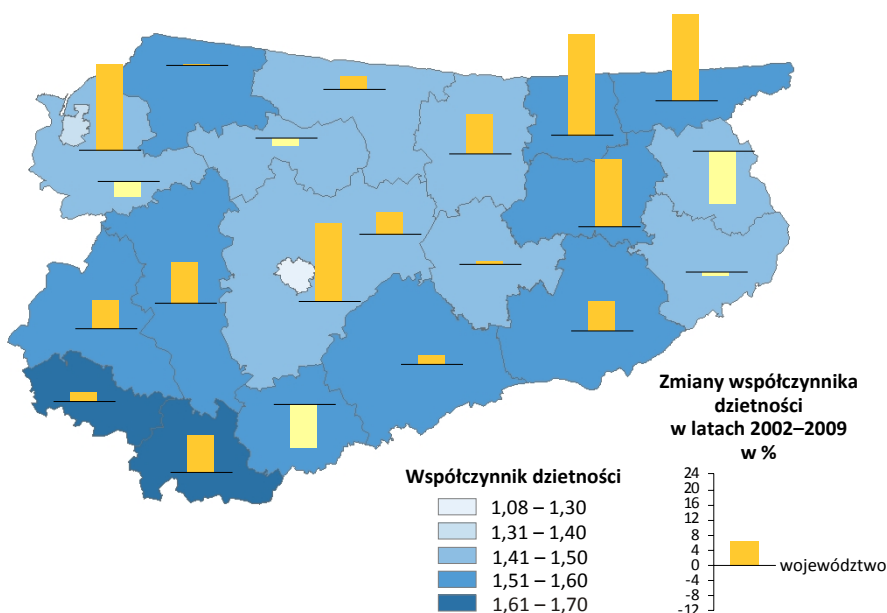 Zmiany współczynnika
dzietności
w latach 2002–2009
w %
Współczynnik dzietności
1,08 – 1,30
1,31 – 1,40
1,41 – 1,50
1,51 – 1,60
1,61 – 1,70
24
20
16
12
8
4
0
-4
-8
-12
województwo